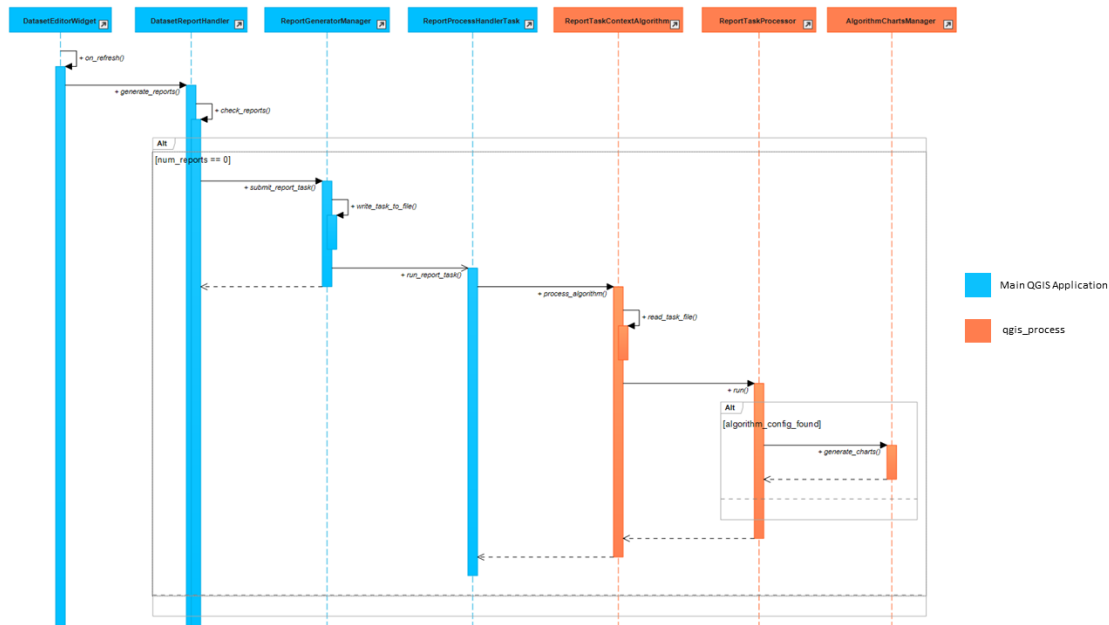 DatasetEditorWidget
DatasetReportHandler
ReportGeneratorManager
ReportProcessHandlerTask
ReportTaskContextAlgorithm
ReportTaskProcessor
AlgorithmChartsManager
+ on_refresh()
+ generate_reports()
+ check_reports()
Alt
[num_reports == 0]
+ submit_report_task()
+ write_task_to_file()
+ run_report_task()
+ process_algorithm()
+ read_task_file()
+ run()
Alt
[algorithm_config_found]
+ generate_charts()
Main QGIS Application
qgis_process